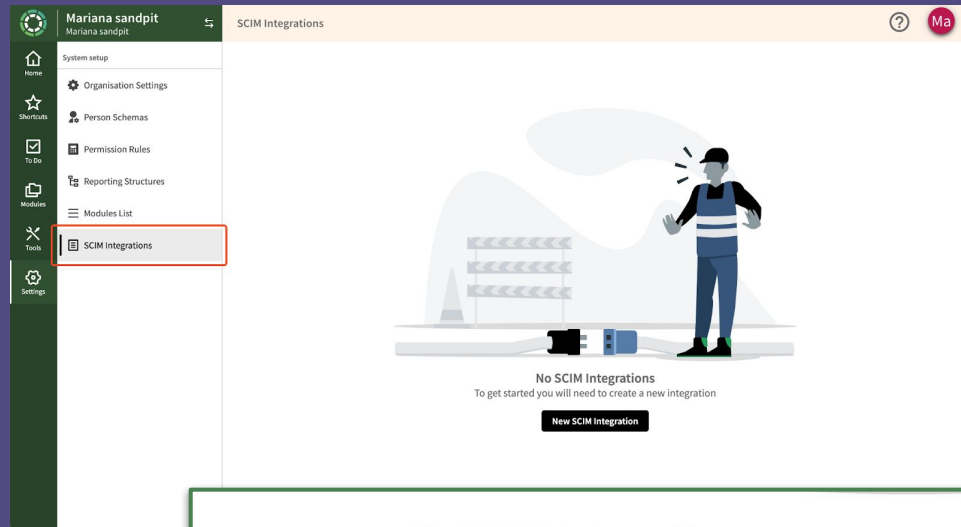 Mariana sandpit
Mariana sandpit
SCIM Integrations
?
Ma
Home
Shortcuts
To Do
Modules
Tools
Settings
System setup
Organisation Settings
Person Schemas
Permission Rules
Reporting Structures
Modules List
SCIM Integrations
No SCIM Integrations
To get started you will need to create a new integration
New SCIM Integration